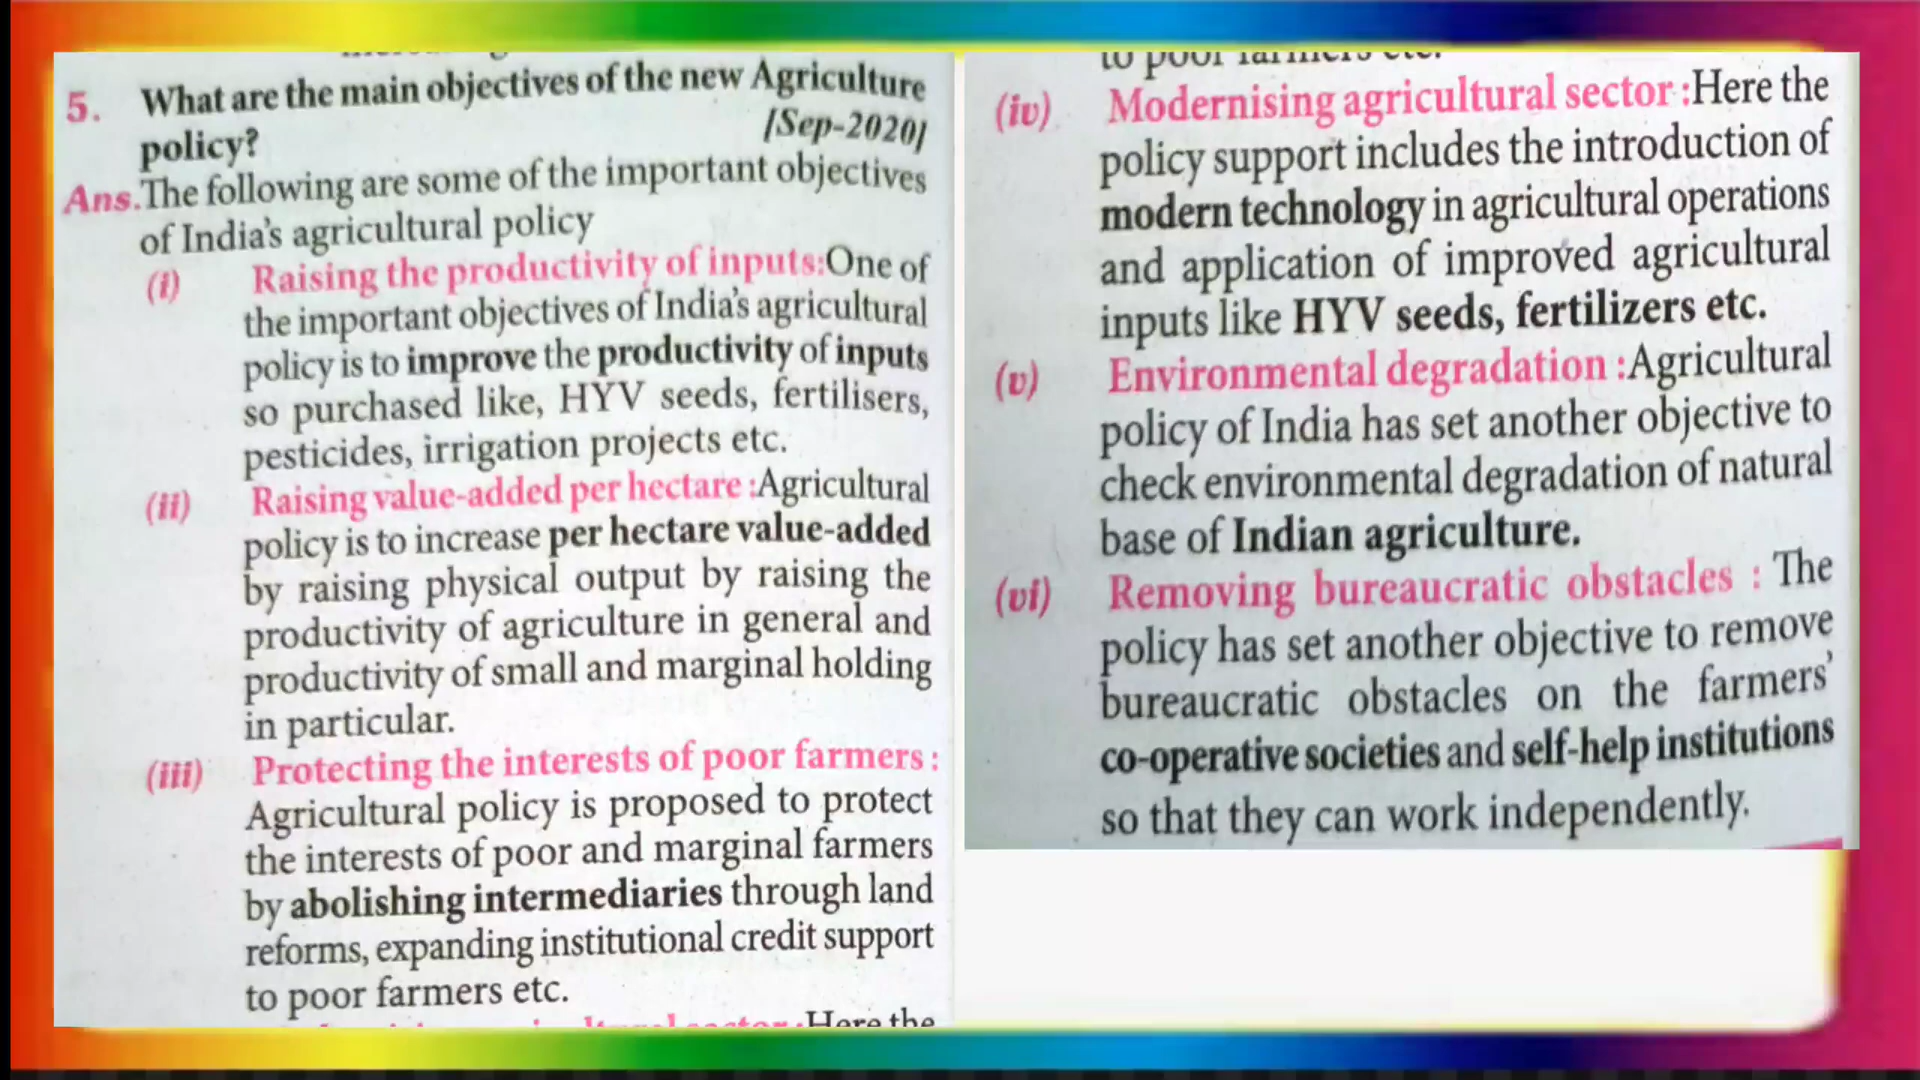 5. What are the main objectives of the new Agriculture
policy? [Sep-2020]
Ans. The following are some of the important objectives
of India's agricultural policy
(i) Raising the productivity of inputs:One of
the important objectives of India's agricultural
policy is to improve the productivity of inputs
so purchased like, HYV seeds, fertilisers,
pesticides, irrigation projects etc.
(ii) Raising value-added per hectare :Agricultural
policy is to increase per hectare value-added
by raising physical output by raising the
productivity of agriculture in general and
productivity of small and marginal holding
in particular.
(iii) Protecting the interests of poor farmers :
Agricultural policy is proposed to protect
the interests of poor and marginal farmers
by abolishing intermediaries through land
reforms, expanding institutional credit support
to poor farmers etc.
Here the
to poor farmers etc.
(iv) Modernising agricultural sector :Here the
policy support includes the introduction of
modern technology in agricultural operations
and application of improved agricultural
inputs like HYV seeds, fertilizers etc.
(v) Environmental degradation :Agricultural
policy of India has set another objective to
check environmental degradation of natural
base of Indian agriculture.
(vi) Removing bureaucratic obstacles : The
policy has set another objective to remove
bureaucratic obstacles on the farmers'
co-operative societies and self-help institutions
so that they can work independently.